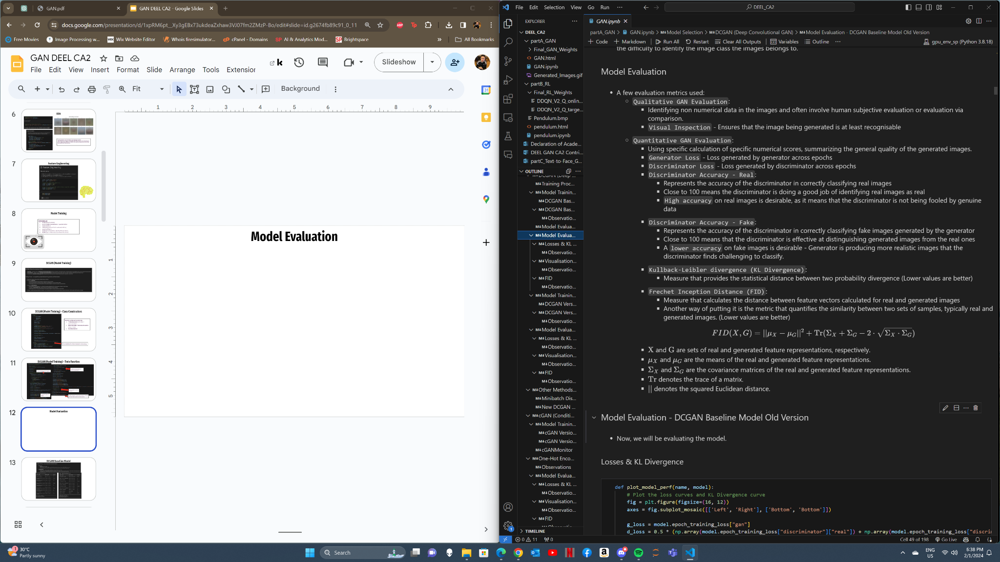 GAN.pdf
GAN DEEL CA2 - Google Slides
docs.google.com/presentation/d/1xpRM6pt__Xy3gEBx73ukdeaZxhaw3VJ07fm2ZMzP-Bo/edit#slide=id.g2674fb89c91_0_11
Free Movies
Image Processing w...
Wix Website Editor
Whois firesimulator...
cPanel - Domains
AI & Analytics Mod...
Brightspace
All Bookmarks
GAN DEEL CA2
Slideshow
File Edit View Insert Format Slide Arrange Tools Extensior
Fit
Background
1 2 3 4 5 6 7 8 9
6
EDA
7
Feature Engineering
8
Model Training
9
DCGAN (Model Training)
10
DCGAN (Model Training) - Class Constructors
11
DCGAN (Model Training) - Train Function
12
Model Evaluation
13
DCGAN Baseline Model
1
2
3
4
5
Model Evaluation
File Edit Selection View Go Run ...
DEEL_CA2
EXPLORER
DEEL_CA2
partA_GAN
Final_GAN_Weights
GAN.html
GAN.ipynb
Generated_Images.gif
partB_RL
Final_RL_Weights
DDQN_V2_Q_onlin...
DDQN_V2_Q_targe...
Pendulum.bmp
pendulum.html
pendulum.ipynb
Declaration of Acade...
DEEL GAN CA2 Contri...
partC_Text-to-Face_G...
OUTLINE
Training Proc...
Model Trainin...
DCGAN Bas...
DCGAN Bas...
Observatio...
Model Evalua...
Model Evalua...
Losses & KL ...
Observatio...
Visualisation...
Observatio...
FID
Observatio...
Model Trainin...
DCGAN Vers...
DCGAN Vers...
Observatio...
Model Evalua...
Losses & KL ...
Observatio...
Visualisation...
Observatio...
FID
Observatio...
Other Methods...
Minibatch Dis...
New DCGAN ...
cGAN (Conditi...
Model Trainin...
cGAN Versio...
cGAN Versio...
cGANMonitor
One-Hot Enco...
Observations
Model Evalua...
Losses & KL ...
Observatio...
Visualisation...
Observatio...
FID
TIMELINE
GAN.ipynb
partA_GAN > GAN.ipynb > Model Selection > DCGAN (Deep Convolutional GAN) > Model Evaluation - DCGAN Baseline Model Old Version
+ Code + Markdown Run All Restart Clear All Outputs Variables Outline ...
gpu_env_sp (Python 3.8.18)
the difficulty to identify the image class the images belongs to.
Model Evaluation
• A few evaluation metrics used:
Qualitative GAN Evaluation:
Identifying non numerical data in the images and often involve human subjective evaluation or evaluation via
comparison.
Visual Inspection - Ensures that the image being generated is at least recognisable
Quantitative GAN Evaluation:
Using specific calculation of specific numerical scores, summarizing the general quality of the generated images.
Generator Loss - Loss generated by generator across epochs
Discriminator Loss - Loss generated by discriminator across epochs
Discriminator Accuracy - Real:
Represents the accuracy of the discriminator in correctly classifying real images
Close to 100 means the discriminator is doing a good job of identifying real images as real
High accuracy on real images is desirable, as it means that the discriminator is not being fooled by genuine
data
Discriminator Accuracy - Fake:
Represents the accuracy of the discriminator in correctly classifying fake images generated by the generator
Close to 100 means that the discriminator is effective at distinguishing generated images from the real ones
A lower accuracy on fake images is desirable - Generator is producing more realistic images that the
discriminator finds challenging to classify.
Kullback-Leibler divergence (KL Divergence):
Measure that provides the statistical distance between two probability divergence (Lower values are better)
Frechet Inception Distance (FID):
Measure that calculates the distance between feature vectors calculated for real and generated images
Another way of putting it is the metric that quantifies the similarity between two sets of samples, typically real and
generated images. (Lower values are better)
FID(X, G) = ||μX − μG||² + Tr(ΣX + ΣG − 2 · √ΣX · ΣG)
X and G are sets of real and generated feature representations, respectively.
μX and μG are the means of the real and generated feature representations.
ΣX and ΣG are the covariance matrices of the real and generated feature representations.
Tr denotes the trace of a matrix.
|| denotes the squared Euclidean distance.
Model Evaluation - DCGAN Baseline Model Old Version
• Now, we will be evaluating the model.
Losses & KL Divergence
def plot_model_perf(name, model):
# Plot the loss curves and KL Divergence curve
fig = plt.figure(figsize=(16, 12))
axes = fig.subplot_mosaic([['Left', 'Right'], ['Bottom', 'Bottom']])
g_loss = model.epoch_training_loss["gan"]
d_loss = 0.5 * (np.array(model.epoch_training_loss["discriminator"]["real"]) + np.array(model.epoch_training_loss["discri
0 11 0
Cell 49 of 198 Go Live
30°C
Partly sunny
Search
ENG
US
6:38 PM
2/1/2024